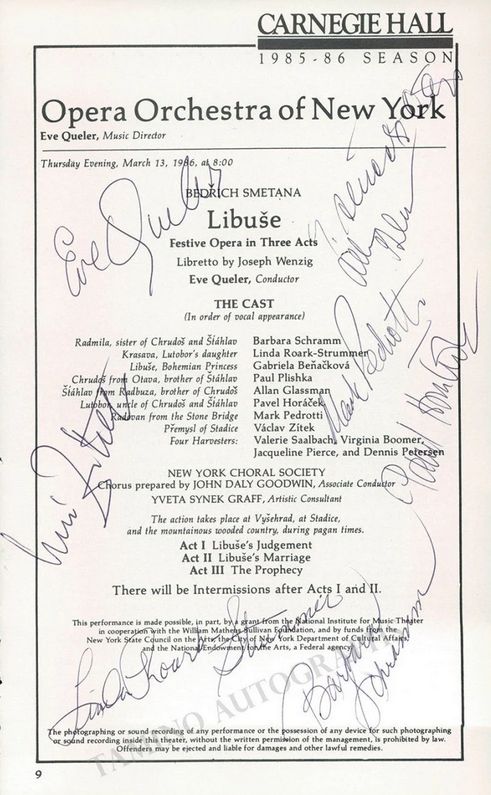 CARNEGIE HALL
1985-86 SEASON
Opera Orchestra of New York
Eve Queler, Music Director
Thursday Evening, March 13, 1986, at 8:00
BEDŘICH SMETANA
Libuše
Festive Opera in Three Acts
Libretto by Joseph Wenzig
Eve Queler, Conductor
THE CAST
(In order of vocal appearance)
Radmila, sister of Chrudoš and Šťáhlav Barbara Schramm
Krasava, Lutobor's daughter Linda Roark-Strummer
Libuše, Bohemian Princess Gabriela Beňačková
Chrudoš from Otava, brother of Šťáhlav Paul Plishka
Šťáhlav from Radbuza, brother of Chrudoš Allan Glassman
Lutobor, uncle of Chrudoš and Šťáhlav Pavel Horáček
Radovan from the Stone Bridge Mark Pedrotti
Přemysl of Stadice Václav Zítek
Four Harvesters: Valerie Saalbach, Virginia Boomer,
Jacqueline Pierce, and Dennis Petersen
NEW YORK CHORAL SOCIETY
Chorus prepared by JOHN DALY GOODWIN, Associate Conductor
YVETA SYNEK GRAFF, Artistic Consultant
The action takes place at Vyšehrad, at Stadice,
and the mountainous wooded country, during pagan times.
Act I Libuše's Judgement
Act II Libuše's Marriage
Act III The Prophecy
There will be Intermissions after Acts I and II.
This performance is made possible, in part, by a grant from the National Institute for Music Theater
in cooperation with the William Matheus Sullivan Foundation, and by funds from the
New York State Council on the Arts, the City of New York Department of Cultural Affairs,
and the National Endowment for the Arts, a Federal agency.
The photographing or sound recording of any performance or the possession of any device for such photographing
or sound recording inside this theater, without the written permission of the management, is prohibited by law.
Offenders may be ejected and liable for damages and other lawful remedies.
9
Eve Queler
Mark Pedrotti
Pavel Horáček
Linda Roark Strummer
Barbara Schramm
TAMINO AUTOGRAPHS